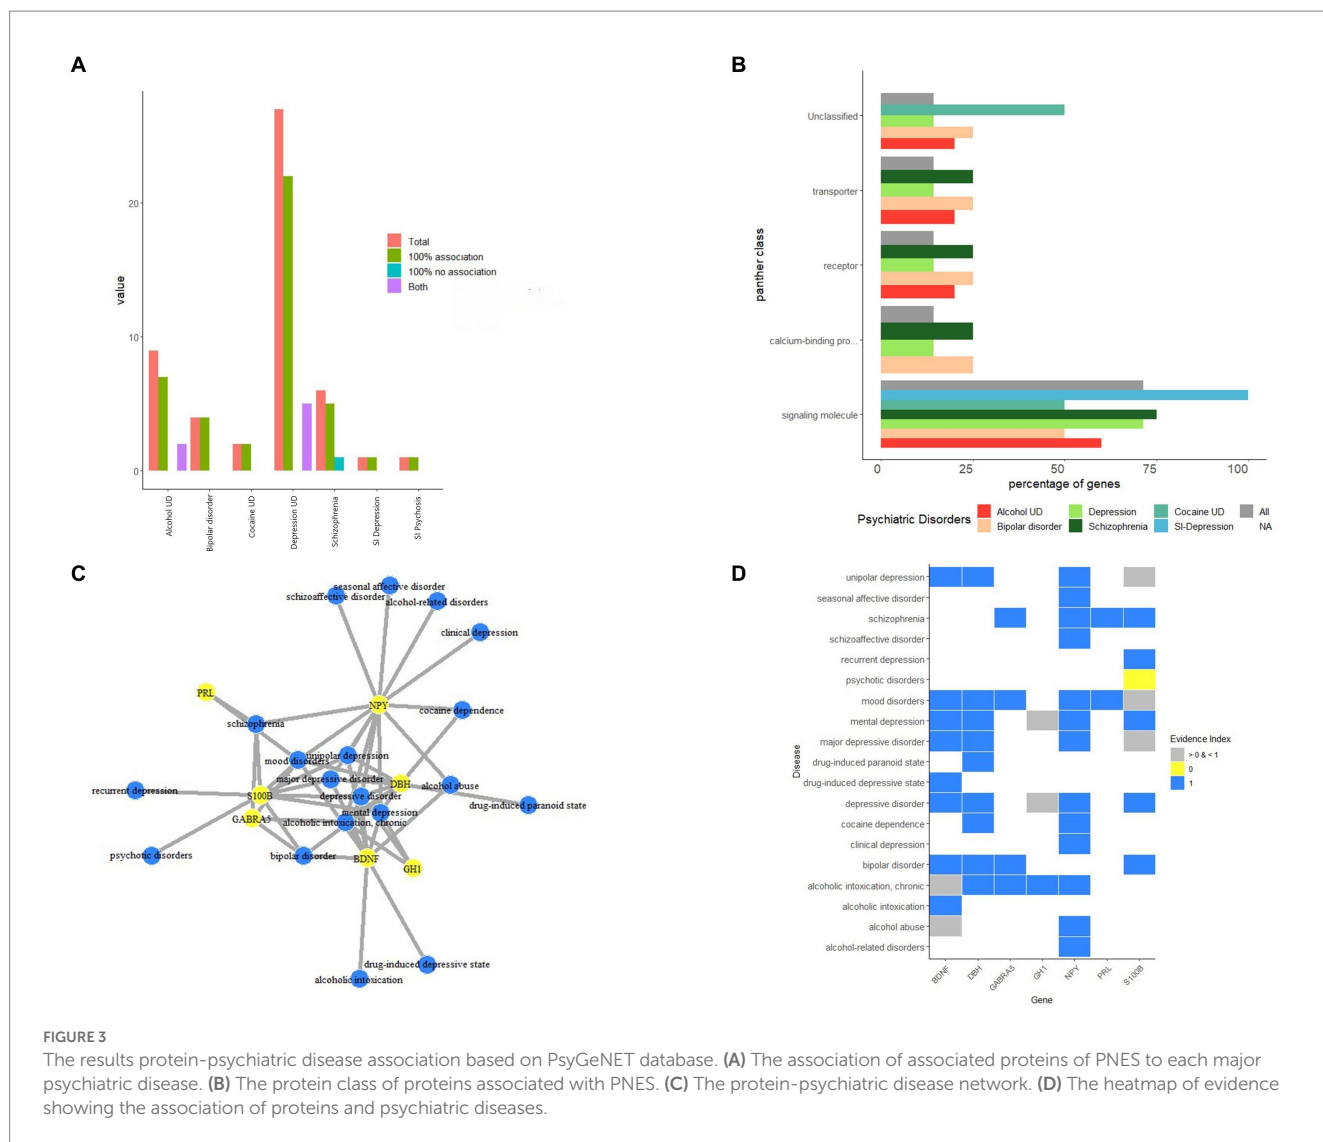 A
20
10
0
value
Total
100% association
100% no association
Both
Alcohol UD
Bipolar disorder
Cocaine UD
Depression UD
Schizophrenia
SI Depression
SI Psychosis
B
Unclassified
transporter
receptor
calcium-binding pro...
signaling molecule
panther class
0 25 50 75 100
percentage of genes
Psychiatric Disorders
Alcohol UD Depression Cocaine UD All
Bipolar disorder Schizophrenia SI-Depression NA
C
seasonal affective disorder
schizoaffective disorder
alcohol-related disorders
clinical depression
PRL
NPY
cocaine dependence
schizophrenia
unipolar depression
mood disorders
major depressive disorder
DBH
alcohol abuse
recurrent depression
S100B
depressive disorder
drug-induced paranoid state
mental depression
GABRA5
alcoholic intoxication, chronic
psychotic disorders
bipolar disorder
BDNF
GH1
drug-induced depressive state
alcoholic intoxication
D
unipolar depression
seasonal affective disorder
schizophrenia
schizoaffective disorder
recurrent depression
psychotic disorders
mood disorders
mental depression
major depressive disorder
drug-induced paranoid state
drug-induced depressive state
depressive disorder
cocaine dependence
clinical depression
bipolar disorder
alcoholic intoxication, chronic
alcoholic intoxication
alcohol abuse
alcohol-related disorders
Disease
BDNF
DBH
GABRA5
GH1
NPY
PRL
S100B
Gene
Evidence Index
> 0 & < 1
0
1
FIGURE 3
The results protein-psychiatric disease association based on PsyGeNET database. (A) The association of associated proteins of PNES to each major
psychiatric disease. (B) The protein class of proteins associated with PNES. (C) The protein-psychiatric disease network. (D) The heatmap of evidence
showing the association of proteins and psychiatric diseases.